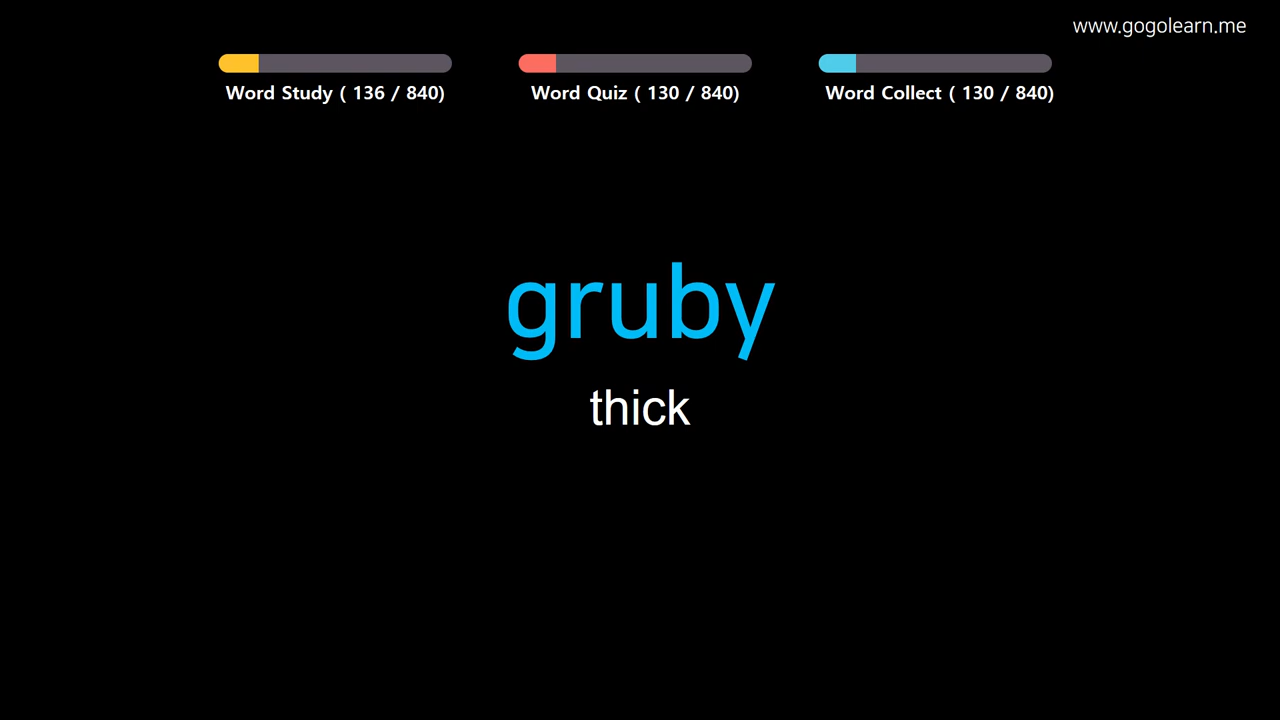 www.gogolearn.me
Word Study ( 136 / 840)
Word Quiz ( 130 / 840)
Word Collect ( 130 / 840)
gruby
thick